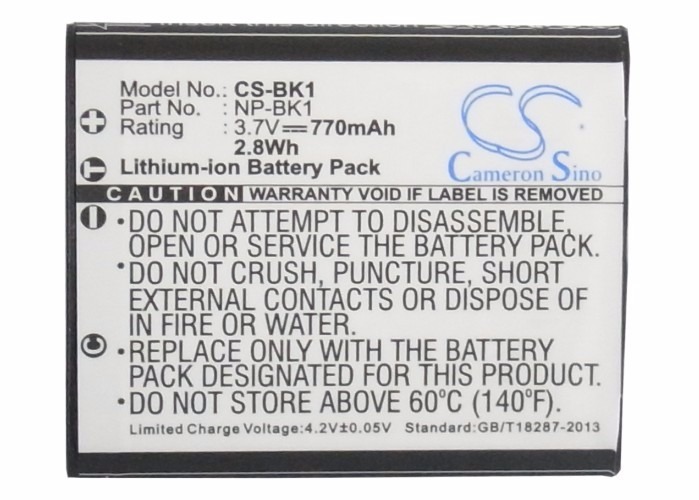 Model No.: CS-BK1
Part No. : NP-BK1
Rating : 3.7V⎓770mAh
2.8Wh
Lithium-ion Battery Pack
CS
Cameron Sino
CAUTION WARRANTY VOID IF LABEL IS REMOVED
•DO NOT ATTEMPT TO DISASSEMBLE,
OPEN OR SERVICE THE BATTERY PACK.
•DO NOT CRUSH, PUNCTURE, SHORT
EXTERNAL CONTACTS OR DISPOSE OF
IN FIRE OR WATER.
•REPLACE ONLY WITH THE BATTERY
PACK DESIGNATED FOR THIS PRODUCT.
•DO NOT STORE ABOVE 60°C (140°F).
Limited Charge Voltage:4.2V±0.05V Standard:GB/T18287-2013